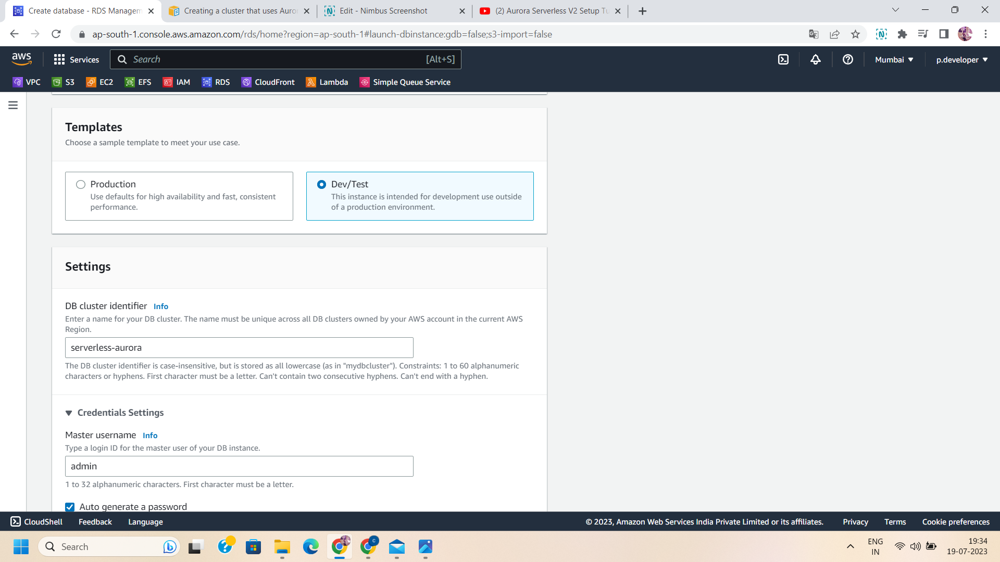 Create database - RDS Managem
Creating a cluster that uses Auror
Edit - Nimbus Screenshot
(2) Aurora Serverless V2 Setup Tu
ap-south-1.console.aws.amazon.com/rds/home?region=ap-south-1#launch-dbinstance:gdb=false;s3-import=false
aws
Services
Search
[Alt+S]
Mumbai
p.developer
VPC
S3
EC2
EFS
IAM
RDS
CloudFront
Lambda
Simple Queue Service
Templates
Choose a sample template to meet your use case.
Production
Use defaults for high availability and fast, consistent
performance.
Dev/Test
This instance is intended for development use outside
of a production environment.
Settings
DB cluster identifier Info
Enter a name for your DB cluster. The name must be unique across all DB clusters owned by your AWS account in the current AWS
Region.
serverless-aurora
The DB cluster identifier is case-insensitive, but is stored as all lowercase (as in "mydbcluster"). Constraints: 1 to 60 alphanumeric
characters or hyphens. First character must be a letter. Can't contain two consecutive hyphens. Can't end with a hyphen.
Credentials Settings
Master username Info
Type a login ID for the master user of your DB instance.
admin
1 to 32 alphanumeric characters. First character must be a letter.
Auto generate a password
CloudShell
Feedback
Language
© 2023, Amazon Web Services India Private Limited or its affiliates.
Privacy
Terms
Cookie preferences
Search
ENG
IN
19:34
19-07-2023